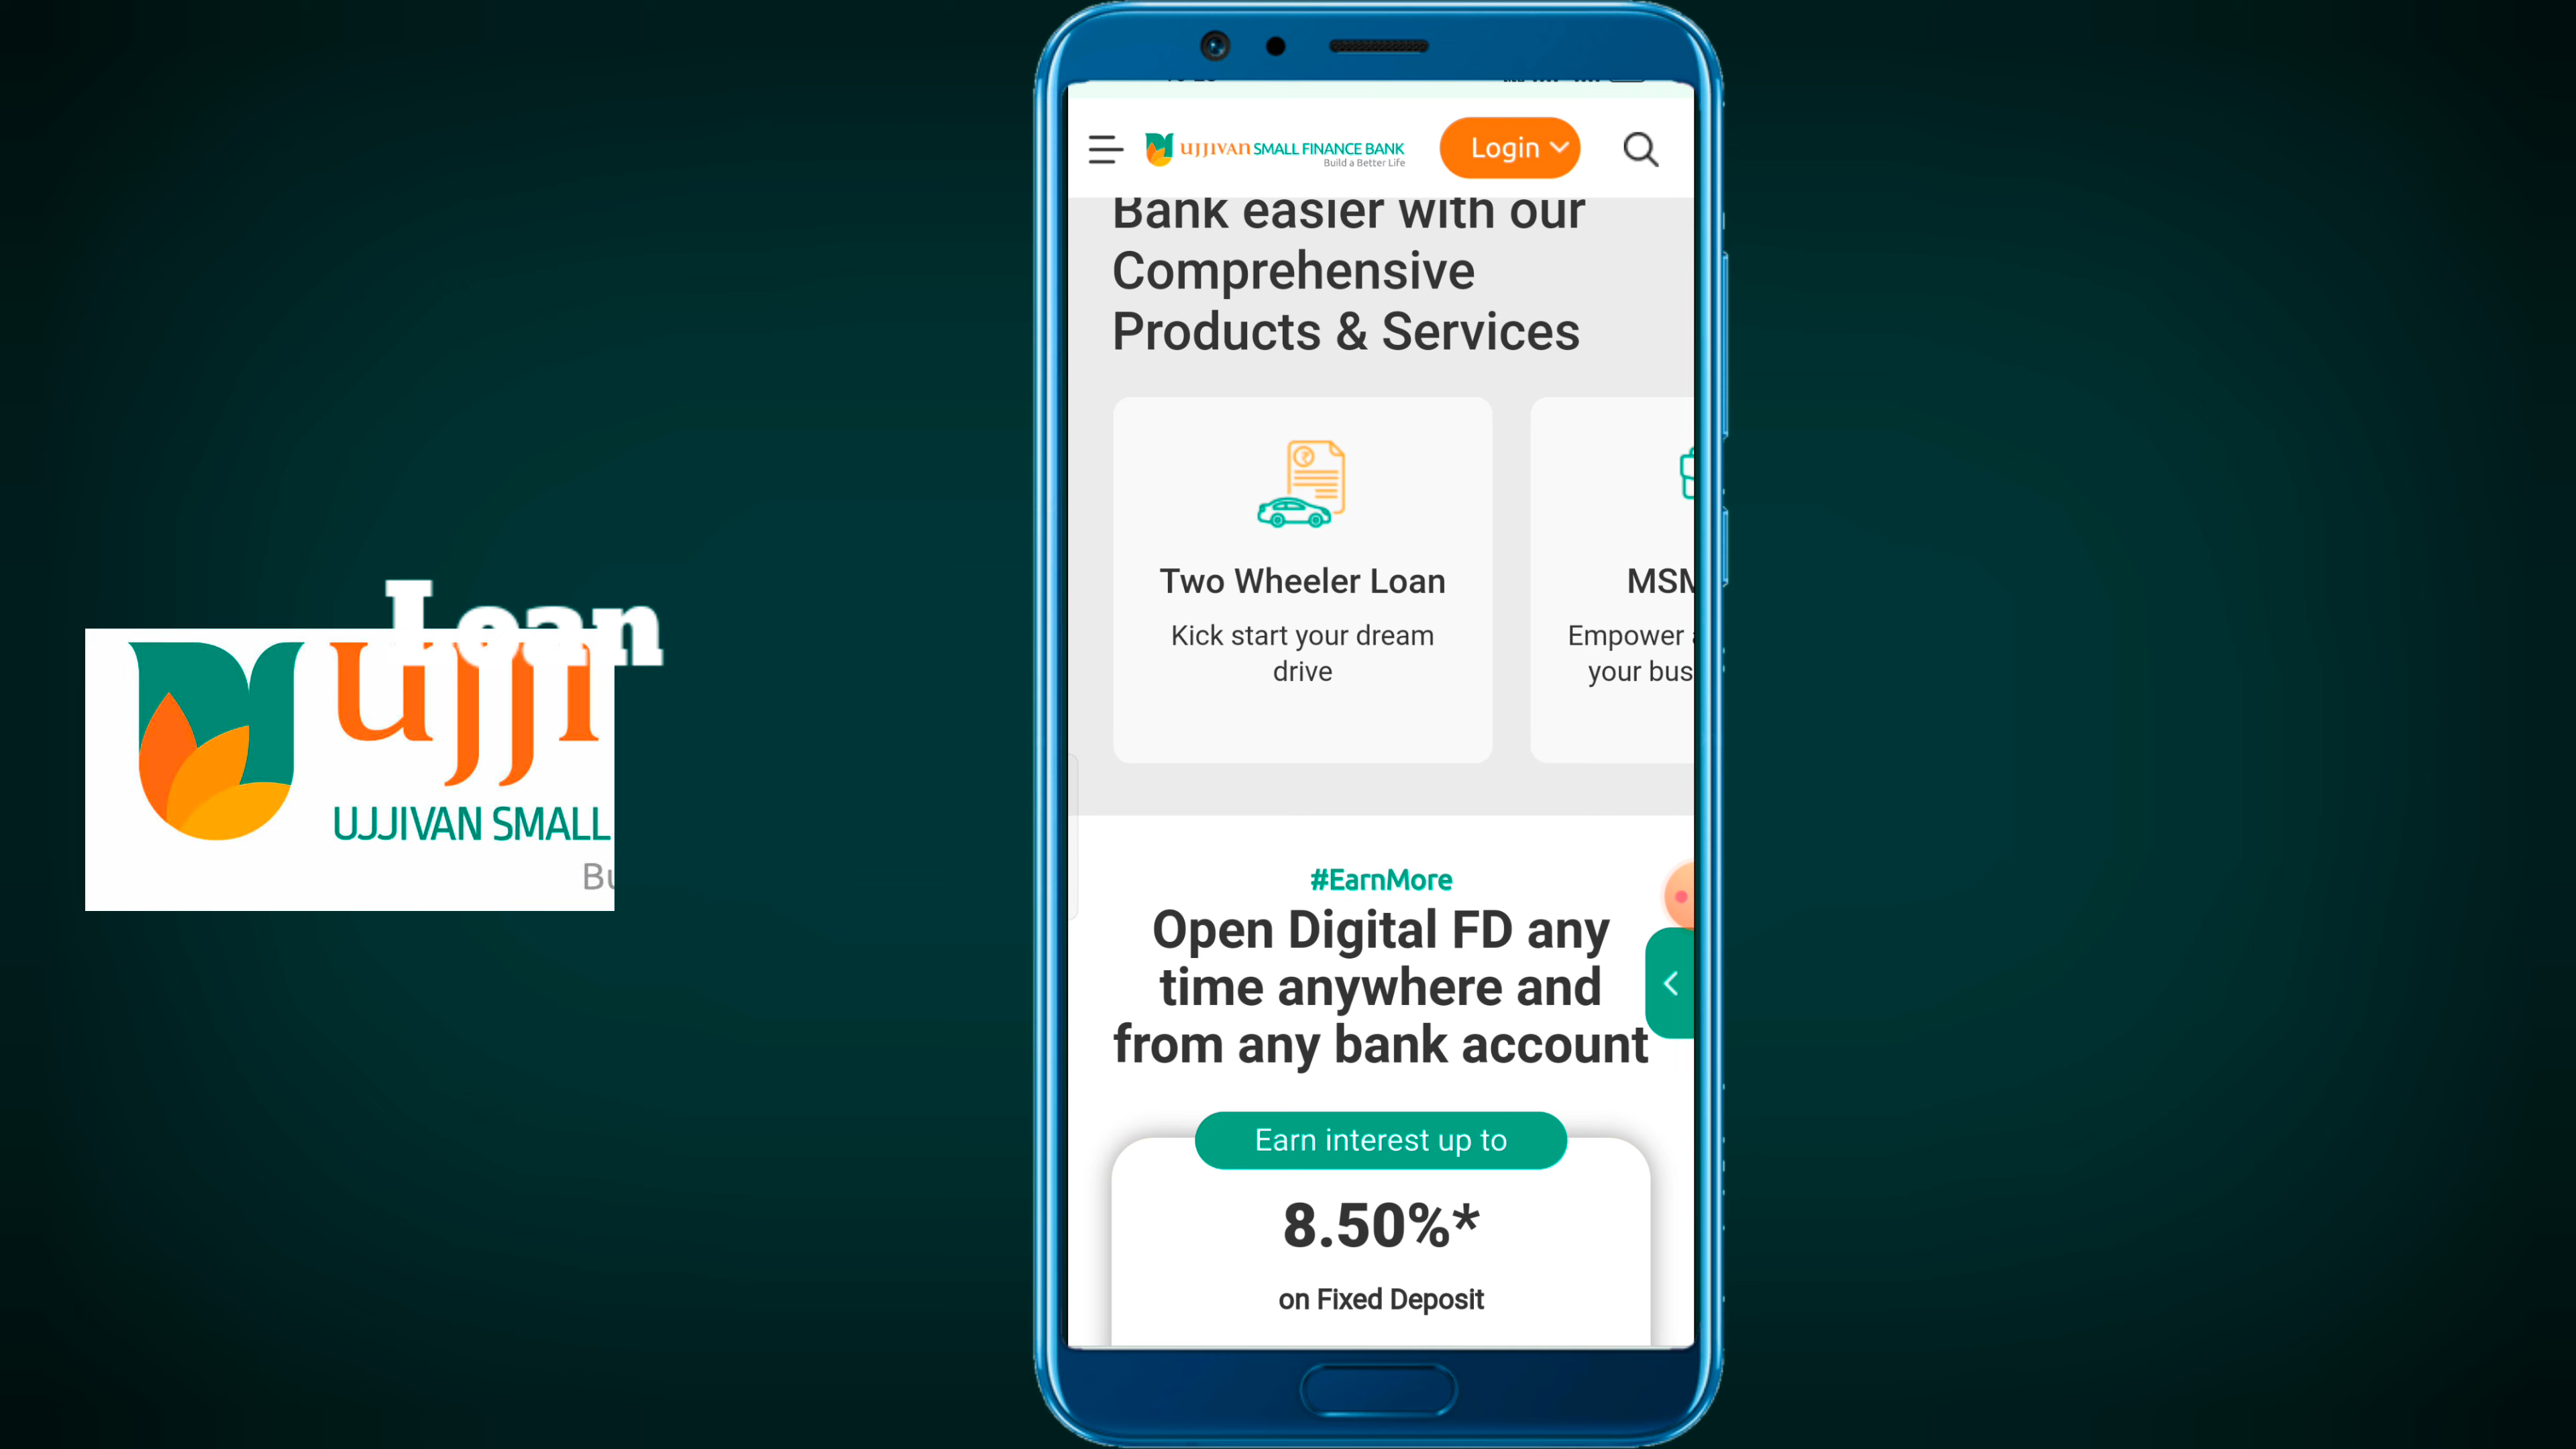 Loan
ujji
UJJIVAN SMALL
ujjivan SMALL FINANCE BANK
Build a Better Life
Login
Bank easier with our
Comprehensive
Products & Services
Two Wheeler Loan
Kick start your dream
drive
Empower
your bus
#EarnMore
Open Digital FD any
time anywhere and
from any bank account
Earn interest up to
8.50%*
on Fixed Deposit